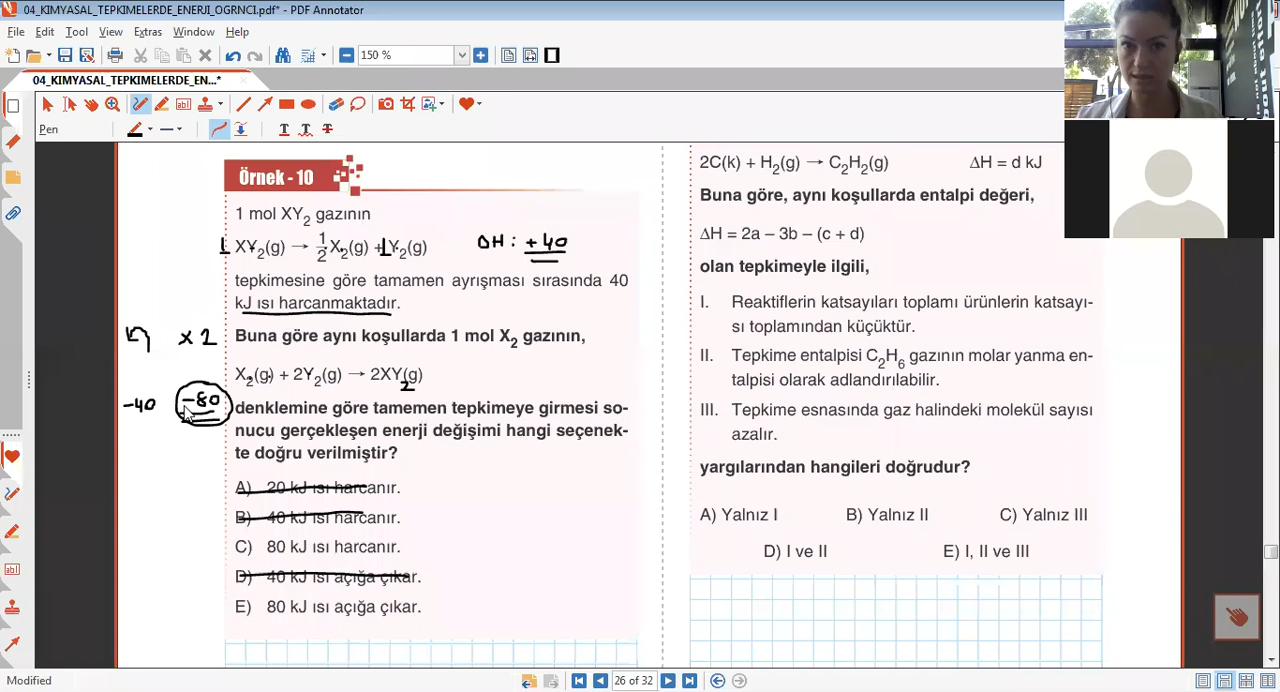 04_KIMYASAL_TEPKIMELERDE_ENERJI_OGRNCI.pdf* - PDF Annotator
File Edit Tool View Extras Window Help
150 %
04_KIMYASAL_TEPKIMELERDE_EN...*
Pen
Örnek - 10
1 mol XY2 gazının
1 XY2(g) → 1/2 X2(g) + 1 Y2(g) ΔH : +40
tepkimesine göre tamamen ayrışması sırasında 40
kJ ısı harcanmaktadır.
x 2
Buna göre aynı koşullarda 1 mol X2 gazının,
X2(g) + 2Y2(g) → 2XY2(g)
-40 -80
denklemine göre tamemen tepkimeye girmesi so-
nucu gerçekleşen enerji değişimi hangi seçenek-
te doğru verilmiştir?
A) 20 kJ ısı harcanır.
B) 40 kJ ısı harcanır.
C) 80 kJ ısı harcanır.
D) 40 kJ ısı açığa çıkar.
E) 80 kJ ısı açığa çıkar.
2C(k) + H2(g) → C2H2(g) ΔH = d kJ
Buna göre, aynı koşullarda entalpi değeri,
ΔH = 2a – 3b – (c + d)
olan tepkimeyle ilgili,
I. Reaktiflerin katsayıları toplamı ürünlerin katsayı-
sı toplamından küçüktür.
II. Tepkime entalpisi C2H6 gazının molar yanma en-
talpisi olarak adlandırılabilir.
III. Tepkime esnasında gaz halindeki molekül sayısı
azalır.
yargılarından hangileri doğrudur?
A) Yalnız I B) Yalnız II C) Yalnız III
D) I ve II E) I, II ve III
Modified
26 of 32